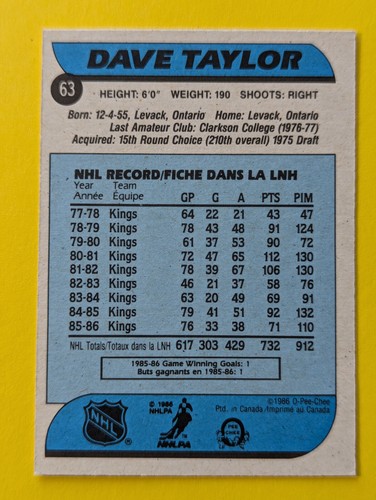 DAVE TAYLOR
63
HEIGHT: 6'0" WEIGHT: 190 SHOOTS: RIGHT
Born: 12-4-55, Levack, Ontario Home: Levack, Ontario
Last Amateur Club: Clarkson College (1976-77)
Acquired: 15th Round Choice (210th overall) 1975 Draft
NHL RECORD/FICHE DANS LA LNH
Year Team
Année Équipe GP G A PTS PIM
77-78 Kings 64 22 21 43 47
78-79 Kings 78 43 48 91 124
79-80 Kings 61 37 53 90 72
80-81 Kings 72 47 65 112 130
81-82 Kings 78 39 67 106 130
82-83 Kings 46 21 37 58 76
83-84 Kings 63 20 49 69 91
84-85 Kings 79 41 51 92 132
85-86 Kings 76 33 38 71 110
NHL Totals/Totaux dans la LNH 617 303 429 732 912
1985-86 Game Winning Goals: 1
Buts gagnants en 1985-86: 1
NHL
© 1986
NHLPA
NHLPA
O-PEE-CHEE
©1986 O-Pee-Chee
Ptd. in Canada-Imprimé au Canada